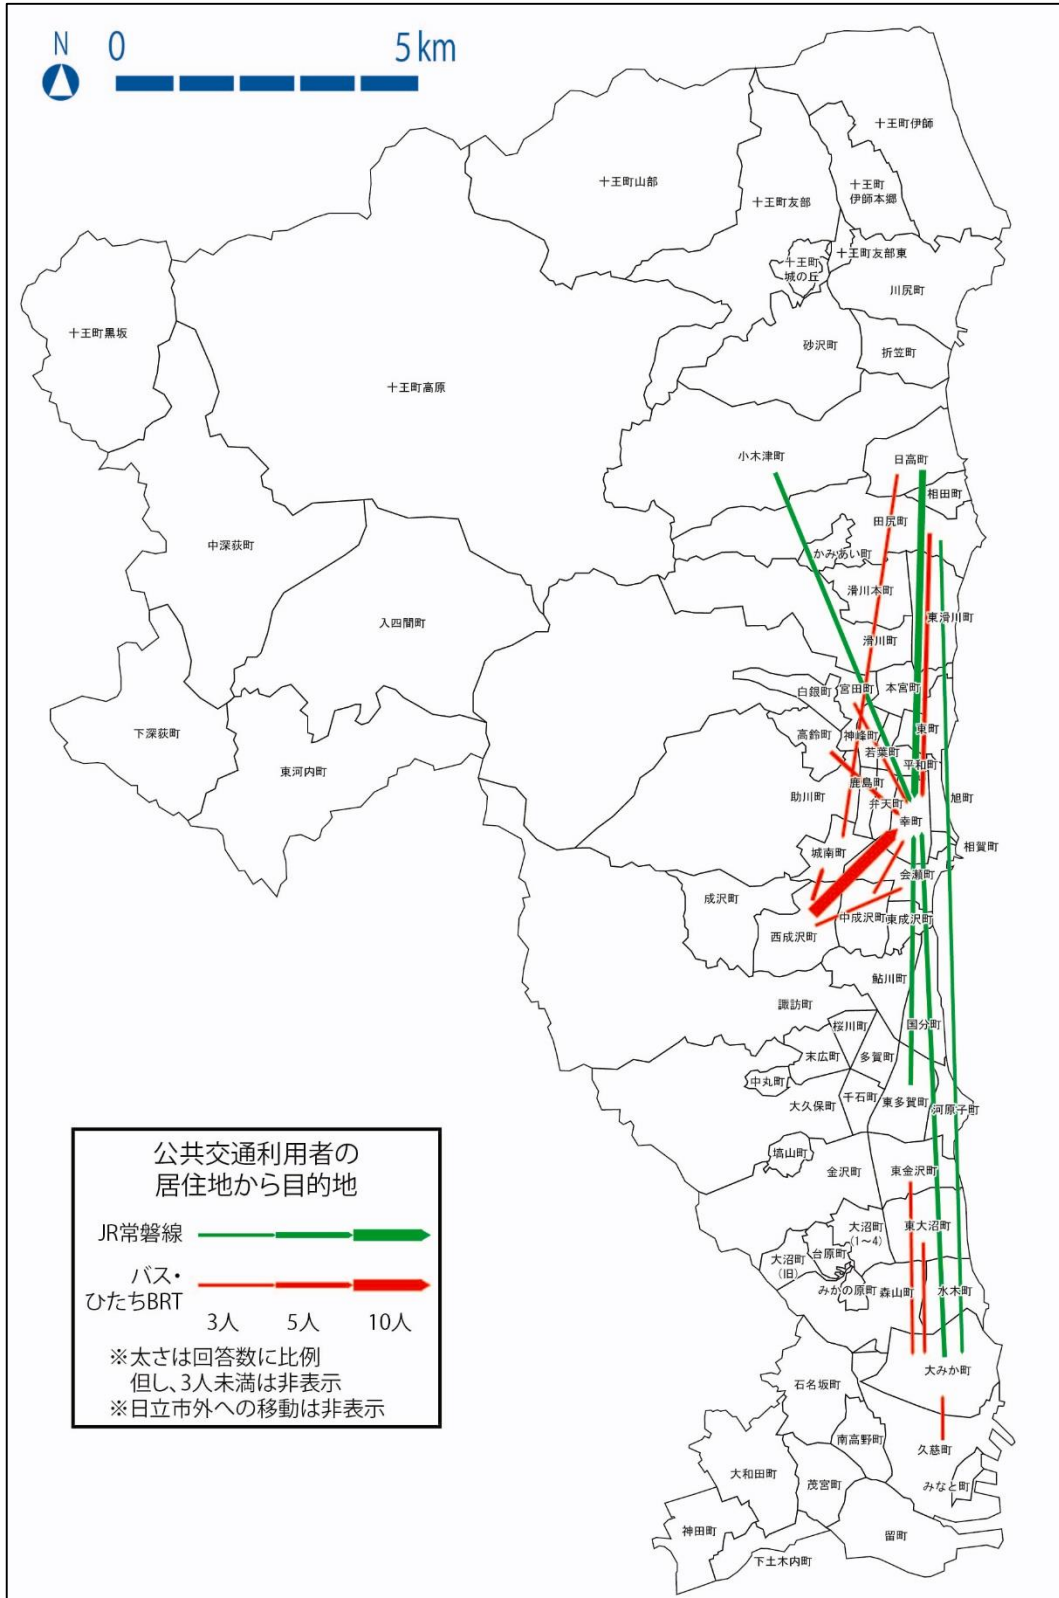 N
0
5 km
十王町伊師
十王町山部
十王町
伊師本郷
十王町友部
十王町友部東
十王町
城の丘
川尻町
十王町黒坂
砂沢町
折笠町
十王町高原
小木津町
日高町
相田町
田尻町
中深荻町
かみあい町
滑川本町
東滑川町
入四間町
滑川町
白銀町
宮田町
本宮町
下深荻町
高鈴町
神峰町
東町
東河内町
若葉町
平和町
鹿島町
助川町
弁天町
旭町
幸町
相賀町
城南町
会瀬町
成沢町
中成沢町
東成沢町
西成沢町
鮎川町
諏訪町
桜川町
国分町
末広町
多賀町
中丸町
千石町
大久保町
東多賀町
河原子町
塙山町
金沢町
東金沢町
大沼町
(1～4)
東大沼町
台原町
大沼町
(旧)
みかの原町
森山町
水木町
大みか町
石名坂町
南高野町
久慈町
大和田町
茂宮町
みなと町
神田町
留町
下土木内町
公共交通利用者の
居住地から目的地
JR常磐線
バス・
ひたちBRT
3人
5人
10人
※太さは回答数に比例
但し、3人未満は非表示
※日立市外への移動は非表示